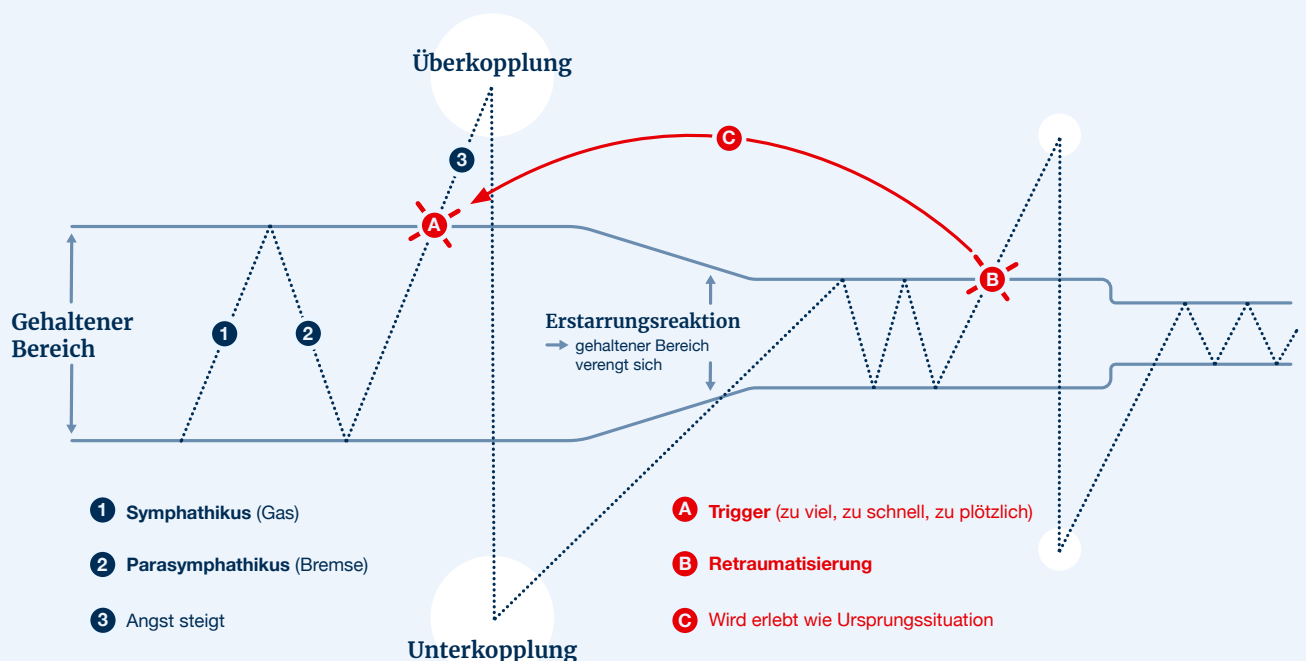 Überkopplung
3
C
A
B
Gehaltener
Bereich
1
2
Erstarrungsreaktion
gehaltener Bereich
verengt sich
1 Symphathikus (Gas)
2 Parasymphathikus (Bremse)
3 Angst steigt
Unterkopplung
A Trigger (zu viel, zu schnell, zu plötzlich)
B Retraumatisierung
C Wird erlebt wie Ursprungssituation